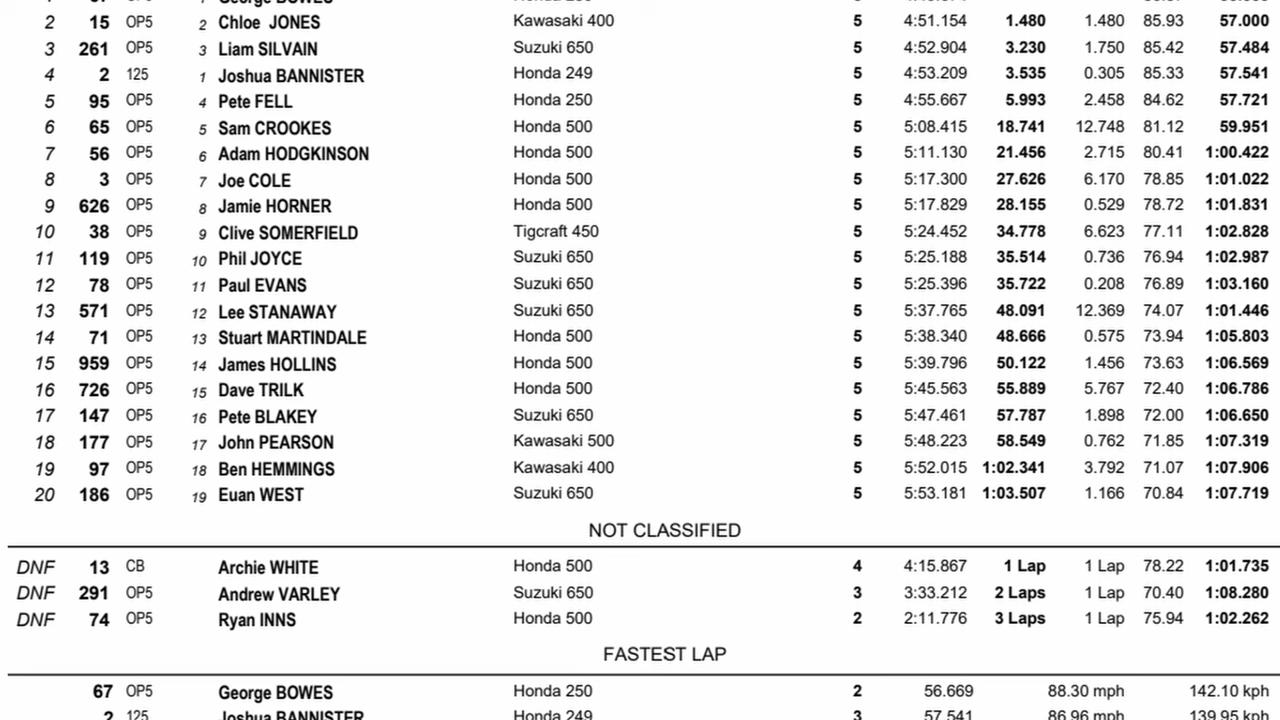 2 15 OP5 2 Chloe JONES Kawasaki 400 5 4:51.154 1.480 1.480 85.93 57.000
3 261 OP5 3 Liam SILVAIN Suzuki 650 5 4:52.904 3.230 1.750 85.42 57.484
4 2 125 1 Joshua BANNISTER Honda 249 5 4:53.209 3.535 0.305 85.33 57.541
5 95 OP5 4 Pete FELL Honda 250 5 4:55.667 5.993 2.458 84.62 57.721
6 65 OP5 5 Sam CROOKES Honda 500 5 5:08.415 18.741 12.748 81.12 59.951
7 56 OP5 6 Adam HODGKINSON Honda 500 5 5:11.130 21.456 2.715 80.41 1:00.422
8 3 OP5 7 Joe COLE Honda 500 5 5:17.300 27.626 6.170 78.85 1:01.022
9 626 OP5 8 Jamie HORNER Honda 500 5 5:17.829 28.155 0.529 78.72 1:01.831
10 38 OP5 9 Clive SOMERFIELD Tigcraft 450 5 5:24.452 34.778 6.623 77.11 1:02.828
11 119 OP5 10 Phil JOYCE Suzuki 650 5 5:25.188 35.514 0.736 76.94 1:02.987
12 78 OP5 11 Paul EVANS Suzuki 650 5 5:25.396 35.722 0.208 76.89 1:03.160
13 571 OP5 12 Lee STANAWAY Suzuki 650 5 5:37.765 48.091 12.369 74.07 1:01.446
14 71 OP5 13 Stuart MARTINDALE Honda 500 5 5:38.340 48.666 0.575 73.94 1:05.803
15 959 OP5 14 James HOLLINS Honda 500 5 5:39.796 50.122 1.456 73.63 1:06.569
16 726 OP5 15 Dave TRILK Honda 500 5 5:45.563 55.889 5.767 72.40 1:06.786
17 147 OP5 16 Pete BLAKEY Suzuki 650 5 5:47.461 57.787 1.898 72.00 1:06.650
18 177 OP5 17 John PEARSON Kawasaki 500 5 5:48.223 58.549 0.762 71.85 1:07.319
19 97 OP5 18 Ben HEMMINGS Kawasaki 400 5 5:52.015 1:02.341 3.792 71.07 1:07.906
20 186 OP5 19 Euan WEST Suzuki 650 5 5:53.181 1:03.507 1.166 70.84 1:07.719
NOT CLASSIFIED
DNF 13 CB Archie WHITE Honda 500 4 4:15.867 1 Lap 1 Lap 78.22 1:01.735
DNF 291 OP5 Andrew VARLEY Suzuki 650 3 3:33.212 2 Laps 1 Lap 70.40 1:08.280
DNF 74 OP5 Ryan INNS Honda 500 2 2:11.776 3 Laps 1 Lap 75.94 1:02.262
FASTEST LAP
67 OP5 George BOWES Honda 250 2 56.669 88.30 mph 142.10 kph
2 125 Joshua BANNISTER Honda 249 3 57.541 86.96 mph 139.95 kph